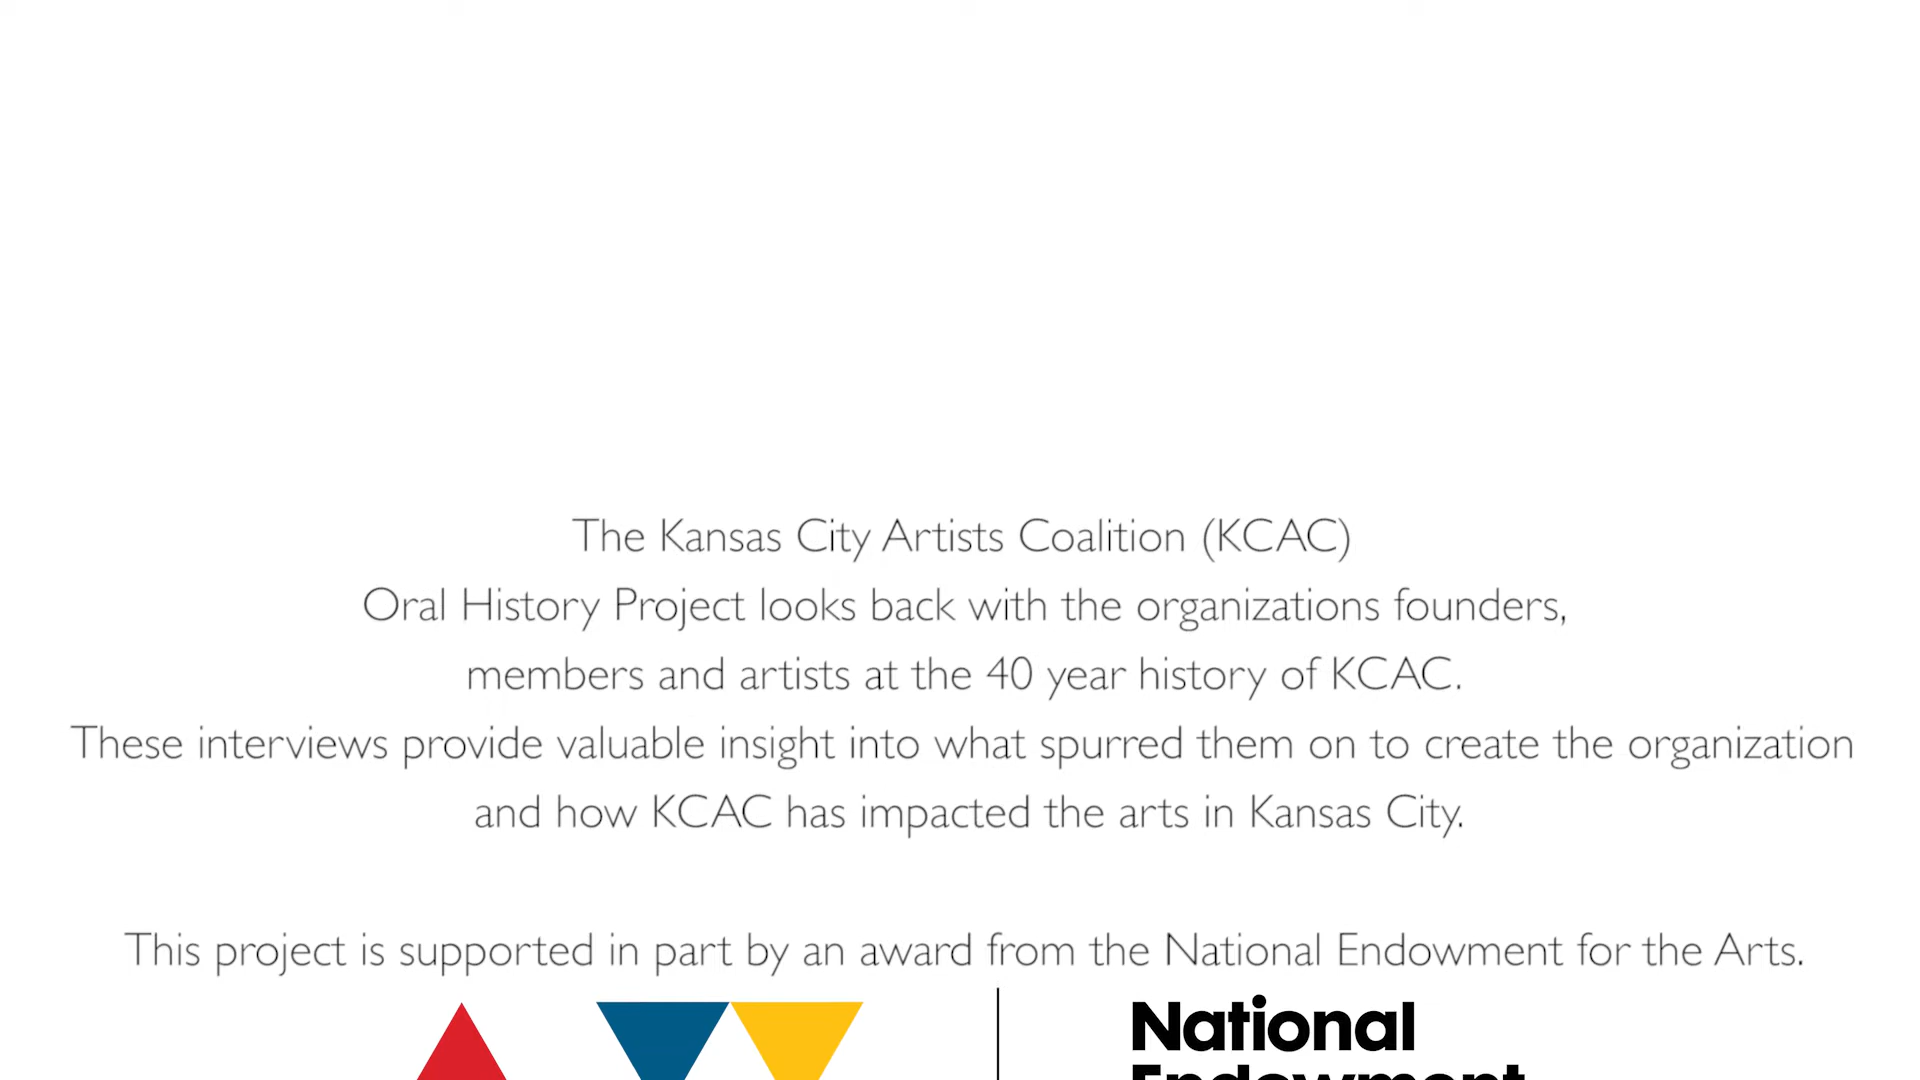 The Kansas City Artists Coalition (KCAC)
Oral History Project looks back with the organizations founders,
members and artists at the 40 year history of KCAC.
These interviews provide valuable insight into what spurred them on to create the organization
and how KCAC has impacted the arts in Kansas City.
This project is supported in part by an award from the National Endowment for the Arts.
National
Endowment